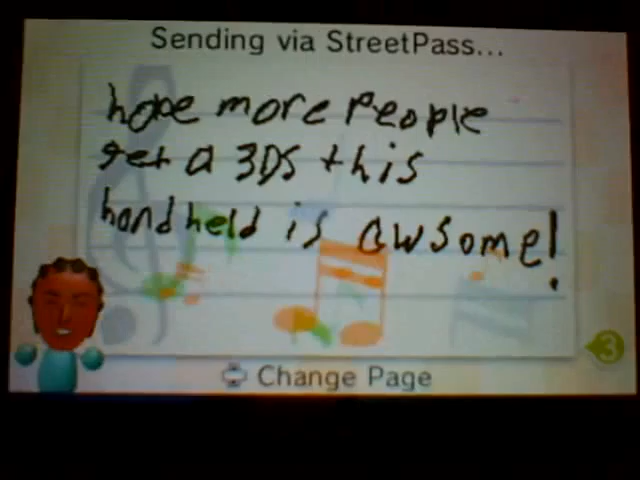 Sending via StreetPass...
hope more People
get a 3DS this
handheld is awsome!
3
Change Page